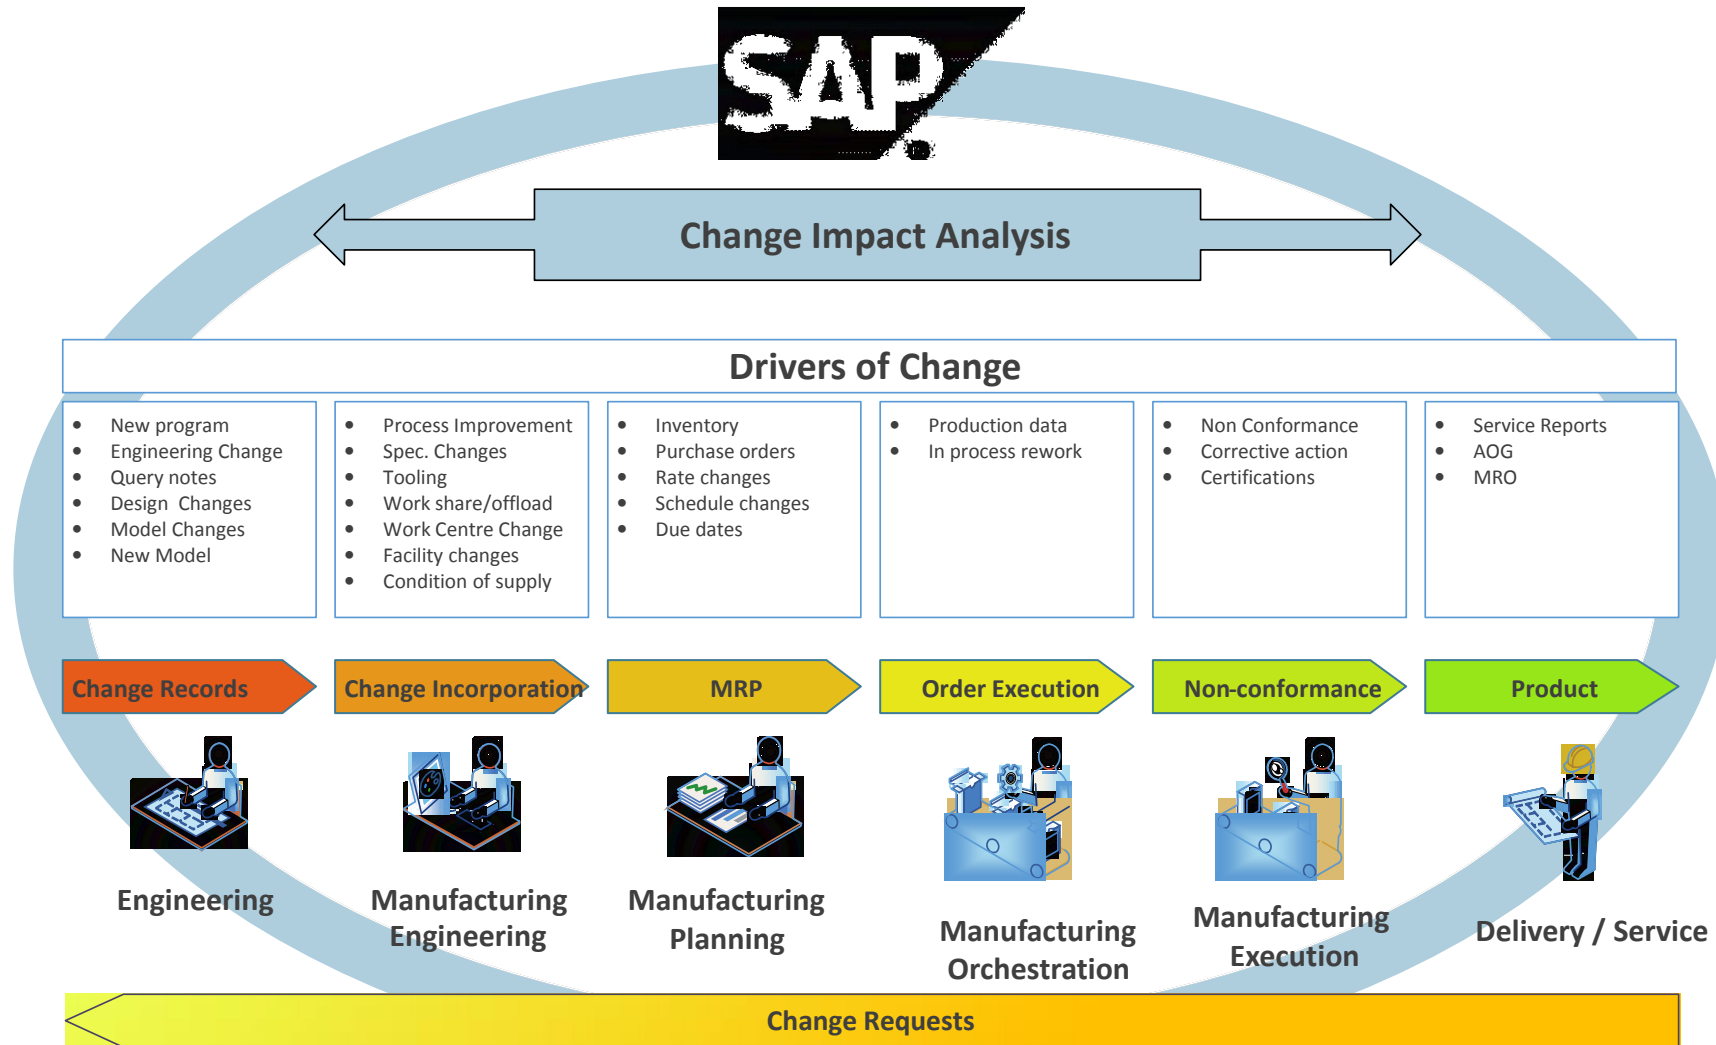 SAP
Change Impact Analysis
Drivers of Change
• New program
• Engineering Change
• Query notes
• Design Changes
• Model Changes
• New Model
• Process Improvement
• Spec. Changes
• Tooling
• Work share/offload
• Work Centre Change
• Facility changes
• Condition of supply
• Inventory
• Purchase orders
• Rate changes
• Schedule changes
• Due dates
• Production data
• In process rework
• Non Conformance
• Corrective action
• Certifications
• Service Reports
• AOG
• MRO
Change Records
Change Incorporation
MRP
Order Execution
Non-conformance
Product
Engineering
Manufacturing
Engineering
Manufacturing
Planning
Manufacturing
Orchestration
Manufacturing
Execution
Delivery / Service
Change Requests